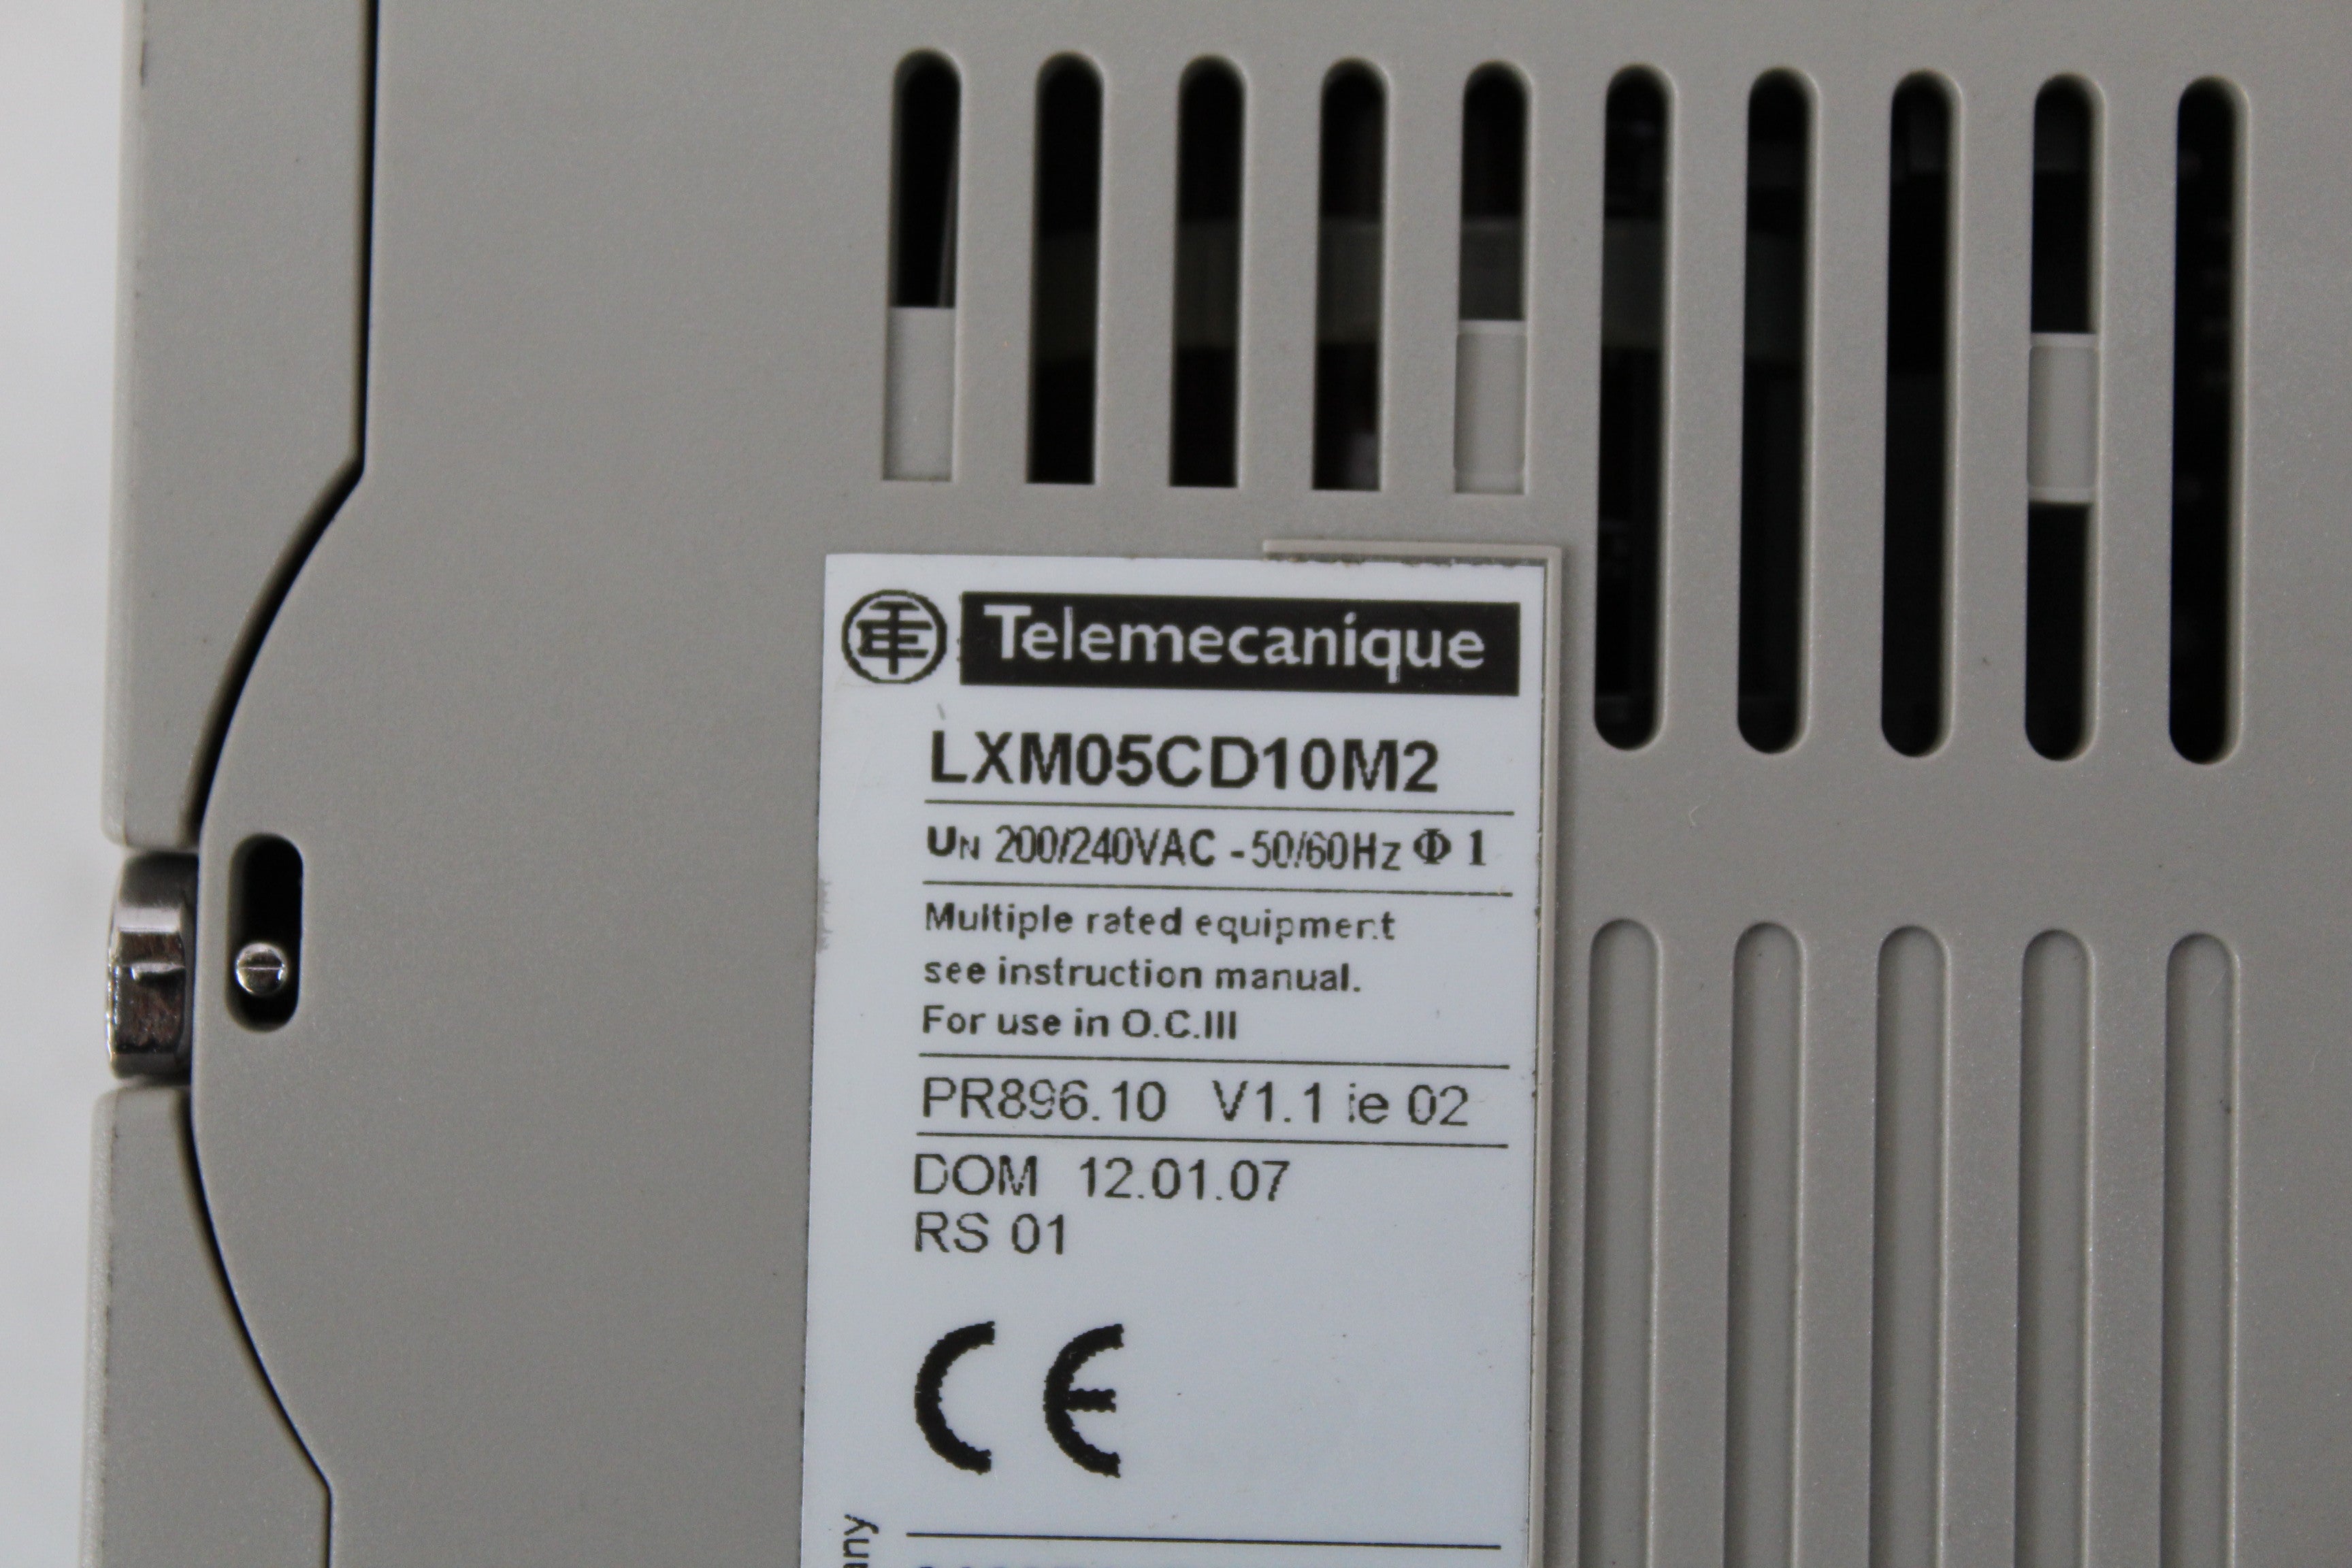 Telemecanique
LXM05CD10M2
UN 200/240VAC - 50/60Hz Φ 1
Multiple rated equipment
see instruction manual.
For use in O.C.III
PR896.10 V1.1 ie 02
DOM 12.01.07
RS 01
CE